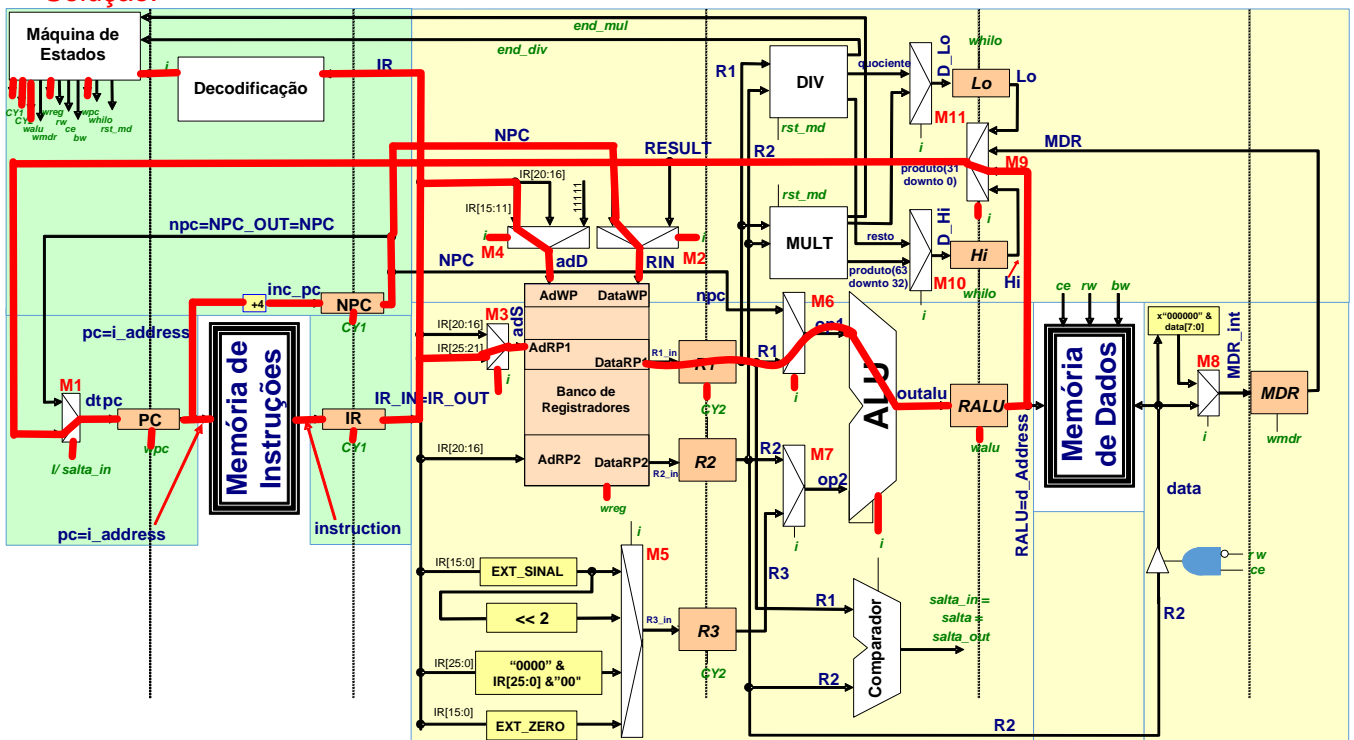 Solução:
Máquina de
Estados
CY1
CY2
walu
wmdr
wreg
rw
ce
bw
wpc
whilo
rst_md
i
Decodificação
IR
end_mul
end_div
NPC
RESULT
R2
R1
DIV
rst_md
quociente
D_Lo
whilo
Lo
Lo
M11
i
MDR
M9
produto(31
downto 0)
i
rst_md
MULT
resto
D_Hi
Hi
Hi
whilo
M10
produto(63
downto 32)
i
IR[20:16]
IR[15:11]
11111
i
M4
adD
RIN
M2
i
npc=NPC_OUT=NPC
NPC
npc
inc_pc
+4
NPC
CY1
pc=i_address
M1
dtpc
PC
wpc
I/ salta_in
Memória de
Instruções
pc=i_address
instruction
IR
CY1
IR_IN=IR_OUT
IR[20:16]
IR[25:21]
M3
adS
i
AdWP
DataWP
AdRP1
DataRP1
Banco de
Registradores
AdRP2
DataRP2
wreg
IR[20:16]
R1_in
R1
CY2
R1
R2_in
R2
R2
M6
op1
i
M7
op2
i
ALU
i
outalu
RALU
walu
RALU=d_Address
ce
rw
bw
Memória
de Dados
x“000000” &
data[7:0]
M8
i
MDR_int
MDR
wmdr
data
rw
ce
R2
IR[15:0]
EXT_SINAL
<< 2
IR[25:0]
“0000” &
IR[25:0] &”00"
IR[15:0]
EXT_ZERO
i
M5
R3_in
R3
CY2
R3
R1
R2
Comparador
salta_in =
salta =
salta_out
R2